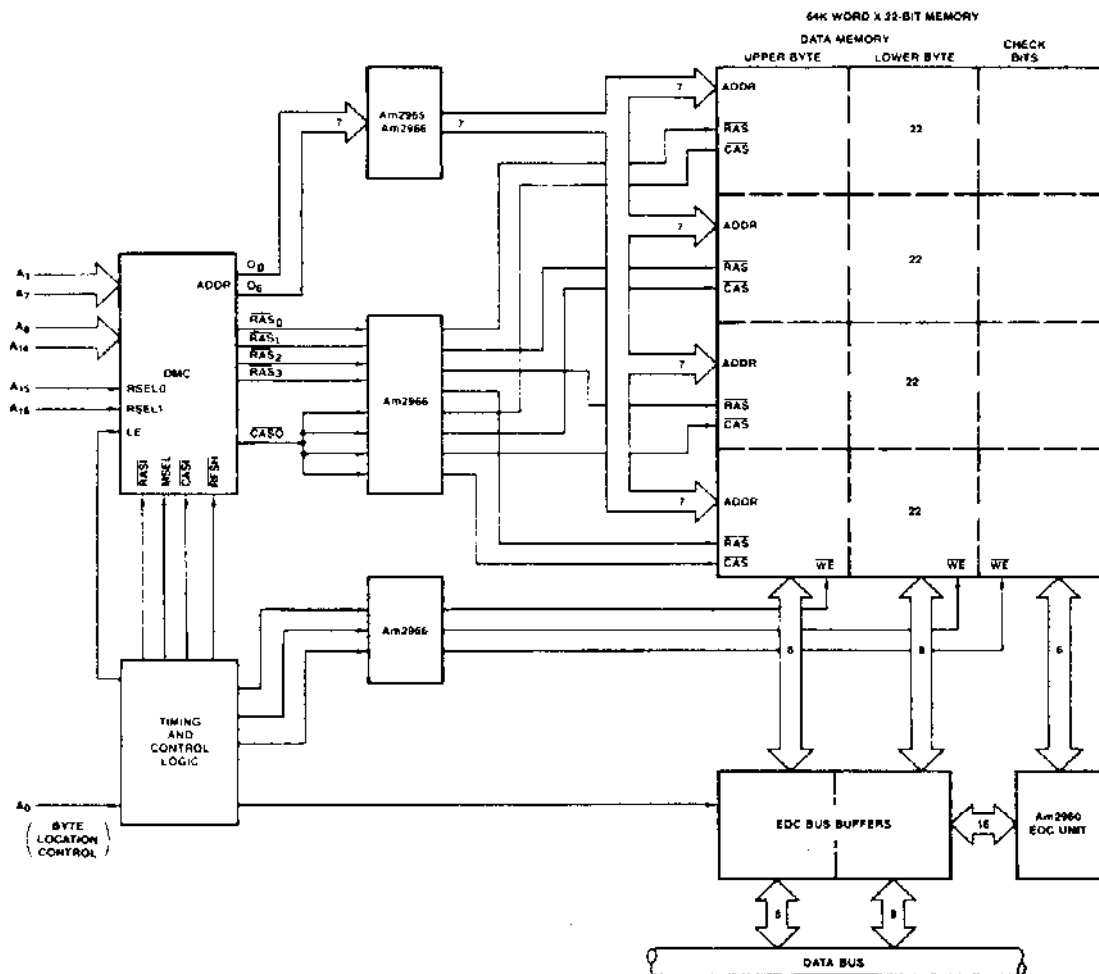 64K WORD X 22-BIT MEMORY
DATA MEMORY
UPPER BYTE
LOWER BYTE
CHECK BITS
Am2965
Am2966
7
7
7
ADDR
RAS
CAS
22
7
ADDR
RAS
CAS
22
7
ADDR
RAS
CAS
22
7
ADDR
RAS
CAS
22
WE
WE
WE
A1
A7
A8
A14
A15
A16
ADDR
DMC
RSEL0
RSEL1
LE
RASI
MSEL
CASI
RFSH
O0
O6
RAS0
RAS1
RAS2
RAS3
CASO
Am2966
Am2966
TIMING
AND
CONTROL
LOGIC
A0
( BYTE
LOCATION
CONTROL )
8
8
6
EDC BUS BUFFERS
16
Am2960
EDC UNIT
8
8
DATA BUS